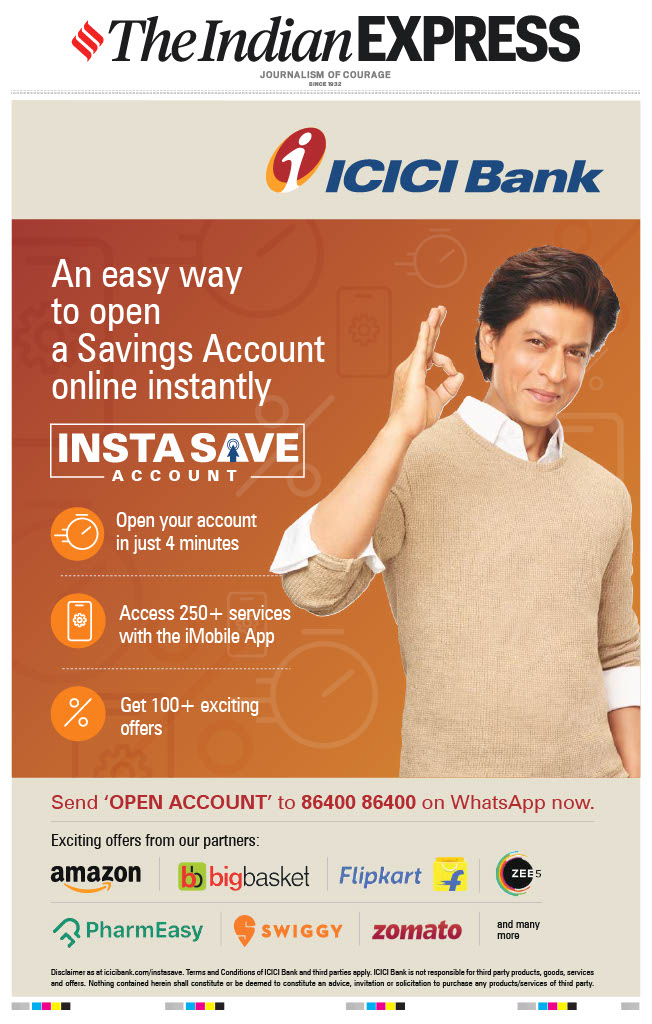 The Indian EXPRESS
JOURNALISM OF COURAGE
SINCE 1932
i ICICI Bank
An easy way
to open
a Savings Account
online instantly
INSTA SAVE
ACCOUNT
Open your account
in just 4 minutes
Access 250+ services
with the iMobile App
Get 100+ exciting
offers
Send ‘OPEN ACCOUNT’ to 86400 86400 on WhatsApp now.
Exciting offers from our partners:
amazon
bb bigbasket
Flipkart f
ZEE5
PharmEasy
SWIGGY
zomato
and many
more
Disclaimer as at icicibank.com/instasave. Terms and Conditions of ICICI Bank and third parties apply. ICICI Bank is not responsible for third party products, goods, services
and offers. Nothing contained herein shall constitute or be deemed to constitute an advice, invitation or solicitation to purchase any products/services of third party.